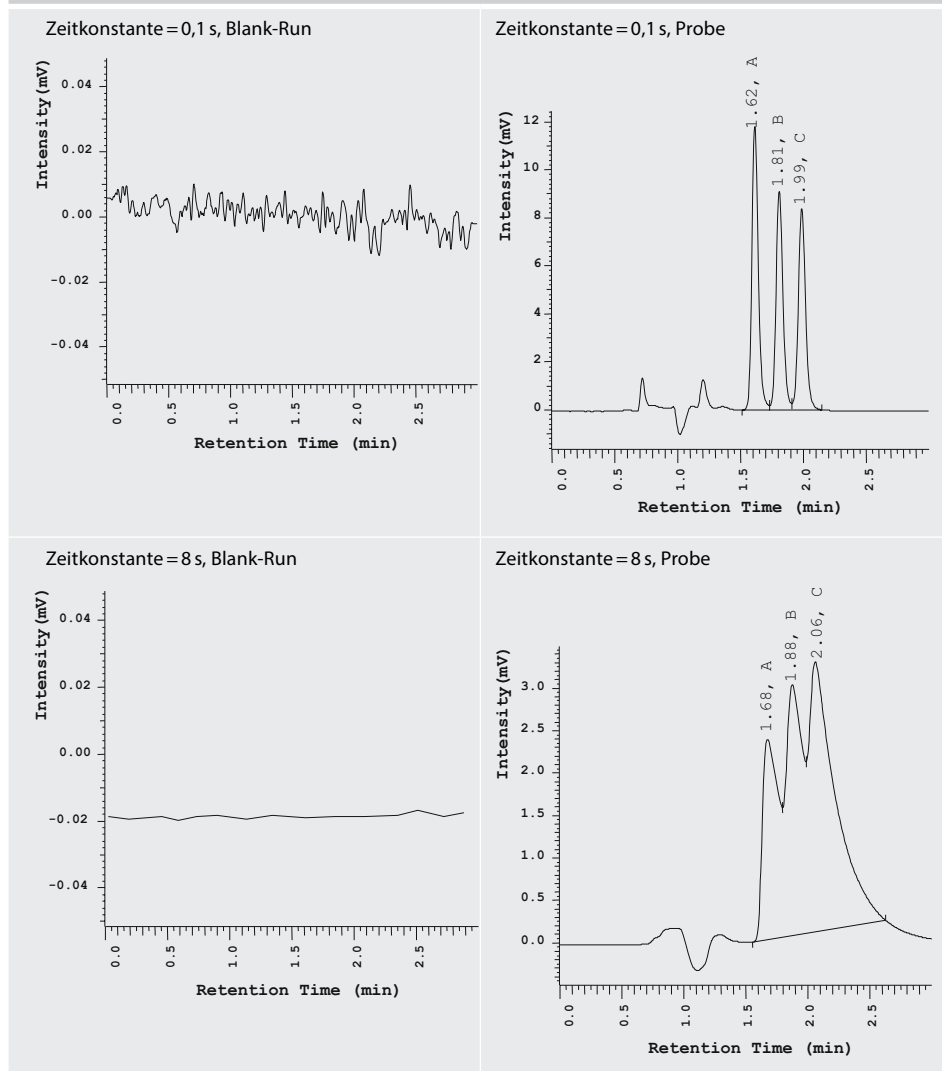 Zeitkonstante = 0,1 s, Blank-Run
Intensity(mV)
0.04
0.02
0.00
-0.02
-0.04
0.0
0.5
1.0
1.5
2.0
2.5
Retention Time (min)
Zeitkonstante = 0,1 s, Probe
Intensity(mV)
12
10
8
6
4
2
0
1.62, A
1.81, B
1.99, C
0.0
0.5
1.0
1.5
2.0
2.5
Retention Time (min)
Zeitkonstante = 8 s, Blank-Run
Intensity(mV)
0.04
0.02
0.00
-0.02
-0.04
0.0
0.5
1.0
1.5
2.0
2.5
Retention Time (min)
Zeitkonstante = 8 s, Probe
Intensity(mV)
3.0
2.5
2.0
1.5
1.0
0.5
0.0
1.68, A
1.88, B
2.06, C
0.0
0.5
1.0
1.5
2.0
2.5
Retention Time (min)